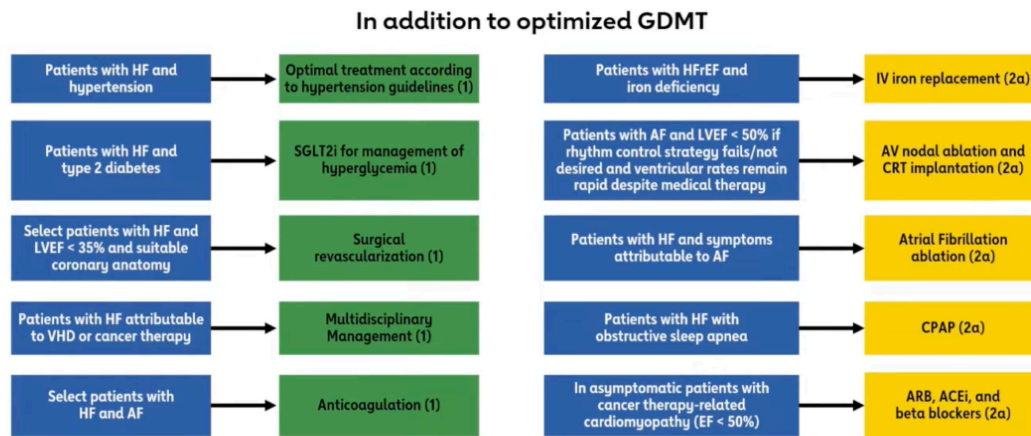 In addition to optimized GDMT
Patients with HF and
hypertension
Optimal treatment according
to hypertension guidelines (1)
Patients with HF and
type 2 diabetes
SGLT2i for management of
hyperglycemia (1)
Select patients with HF and
LVEF < 35% and suitable
coronary anatomy
Surgical
revascularization (1)
Patients with HF attributable
to VHD or cancer therapy
Multidisciplinary
Management (1)
Select patients with
HF and AF
Anticoagulation (1)
Patients with HFrEF and
iron deficiency
IV iron replacement (2a)
Patients with AF and LVEF < 50% if
rhythm control strategy fails/not
desired and ventricular rates remain
rapid despite medical therapy
AV nodal ablation and
CRT implantation (2a)
Patients with HF and symptoms
attributable to AF
Atrial Fibrillation
ablation (2a)
Patients with HF with
obstructive sleep apnea
CPAP (2a)
In asymptomatic patients with
cancer therapy-related
cardiomyopathy (EF < 50%)
ARB, ACEi, and
beta blockers (2a)